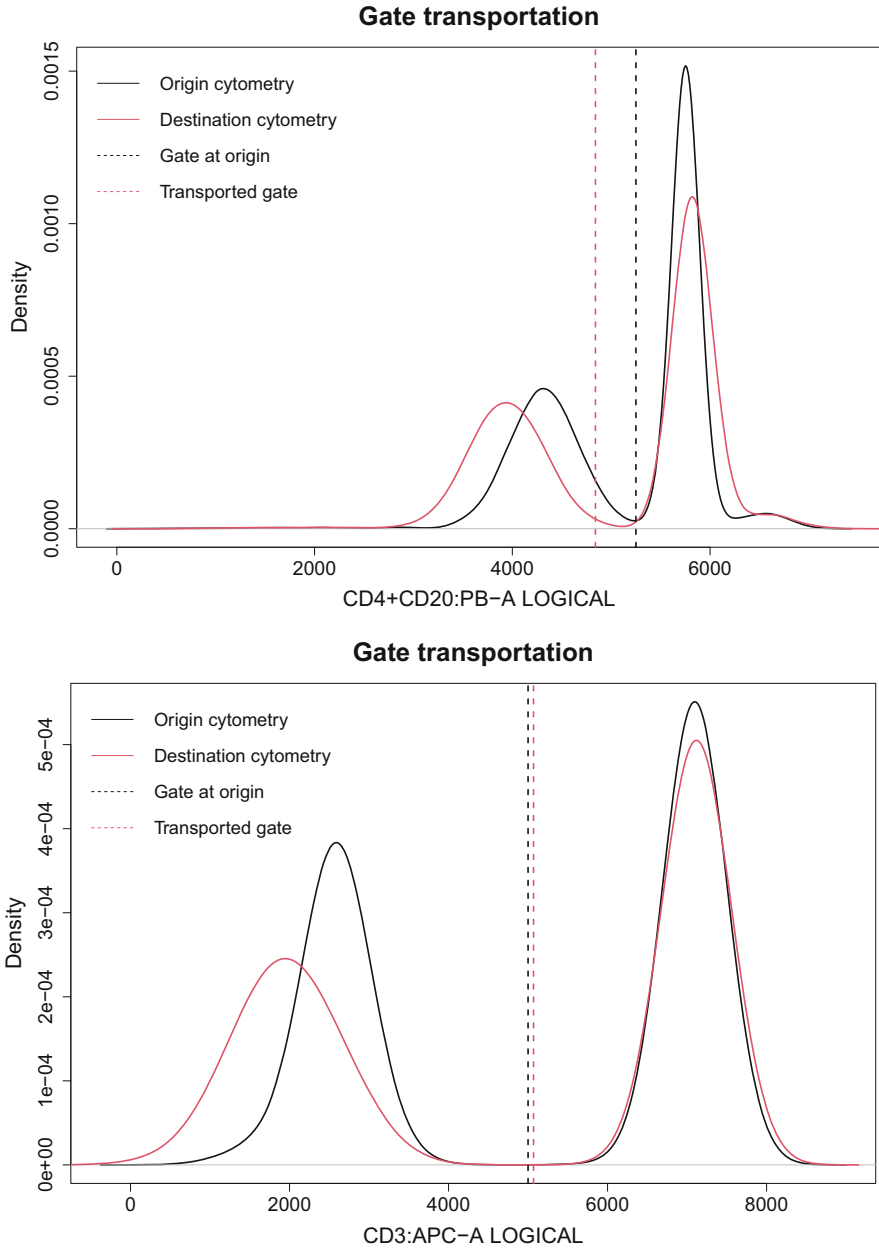 Gate transportation
Origin cytometry
Destination cytometry
Gate at origin
Transported gate
Density
0.0000
0.0005
0.0010
0.0015
0
2000
4000
6000
CD4+CD20:PB−A LOGICAL
Gate transportation
Origin cytometry
Destination cytometry
Gate at origin
Transported gate
Density
0e+00
1e−04
2e−04
3e−04
4e−04
5e−04
0
2000
4000
6000
8000
CD3:APC−A LOGICAL